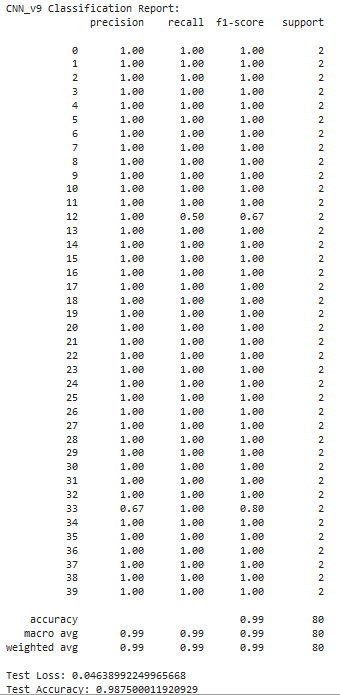 CNN_v9 Classification Report:
precision recall f1-score support
0 1.00 1.00 1.00 2
1 1.00 1.00 1.00 2
2 1.00 1.00 1.00 2
3 1.00 1.00 1.00 2
4 1.00 1.00 1.00 2
5 1.00 1.00 1.00 2
6 1.00 1.00 1.00 2
7 1.00 1.00 1.00 2
8 1.00 1.00 1.00 2
9 1.00 1.00 1.00 2
10 1.00 1.00 1.00 2
11 1.00 1.00 1.00 2
12 1.00 0.50 0.67 2
13 1.00 1.00 1.00 2
14 1.00 1.00 1.00 2
15 1.00 1.00 1.00 2
16 1.00 1.00 1.00 2
17 1.00 1.00 1.00 2
18 1.00 1.00 1.00 2
19 1.00 1.00 1.00 2
20 1.00 1.00 1.00 2
21 1.00 1.00 1.00 2
22 1.00 1.00 1.00 2
23 1.00 1.00 1.00 2
24 1.00 1.00 1.00 2
25 1.00 1.00 1.00 2
26 1.00 1.00 1.00 2
27 1.00 1.00 1.00 2
28 1.00 1.00 1.00 2
29 1.00 1.00 1.00 2
30 1.00 1.00 1.00 2
31 1.00 1.00 1.00 2
32 1.00 1.00 1.00 2
33 0.67 1.00 0.80 2
34 1.00 1.00 1.00 2
35 1.00 1.00 1.00 2
36 1.00 1.00 1.00 2
37 1.00 1.00 1.00 2
38 1.00 1.00 1.00 2
39 1.00 1.00 1.00 2
accuracy 0.99 80
macro avg 0.99 0.99 0.99 80
weighted avg 0.99 0.99 0.99 80
Test Loss: 0.04638992249965668
Test Accuracy: 0.987500011920929